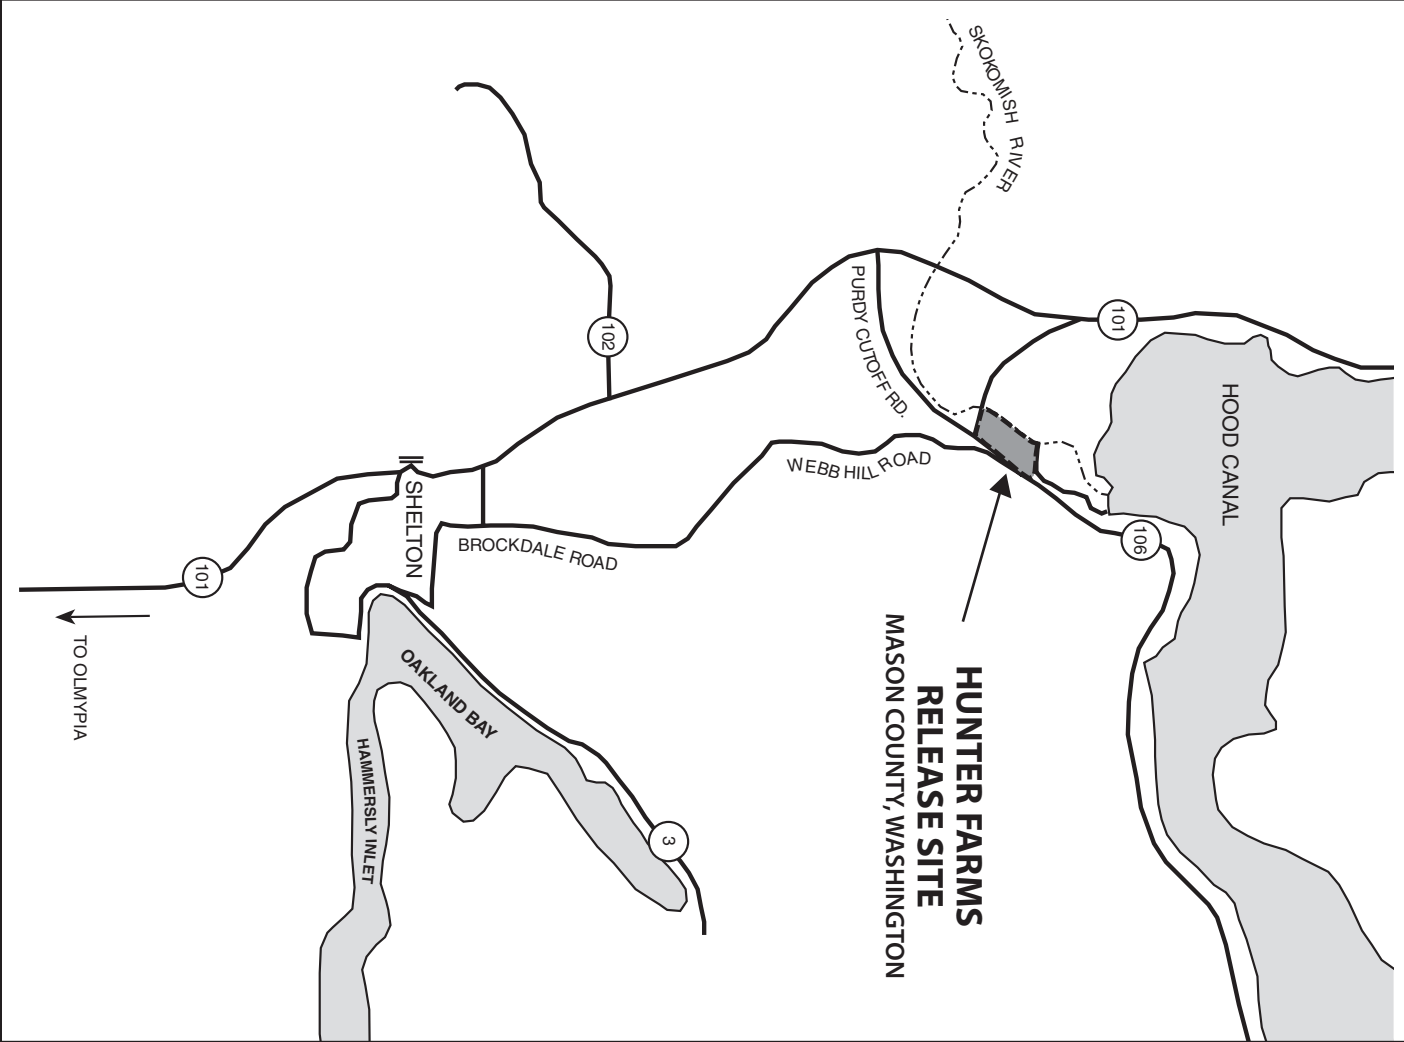 SKOKOMISH RIVER
101
HOOD CANAL
PURDY CUTOFF RD.
102
WEBB HILL ROAD
106
SHELTON
BROCKDALE ROAD
101
TO OLMYPIA
HUNTER FARMS
RELEASE SITE
MASON COUNTY, WASHINGTON
OAKLAND BAY
HAMMERSLY INLET
3